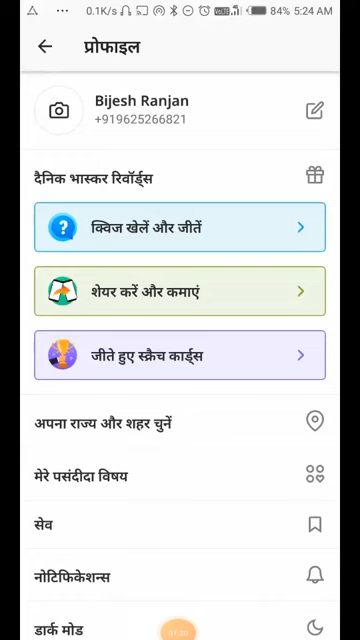 0.1K/s 84% 5:24 AM
प्रोफाइल
Bijesh Ranjan
+919625266821
दैनिक भास्कर रिवॉर्ड्स
क्विज खेलें और जीतें
शेयर करें और कमाएं
जीते हुए स्क्रैच कार्ड्स
अपना राज्य और शहर चुनें
मेरे पसंदीदा विषय
सेव
नोटिफिकेशन्स
डार्क मोड